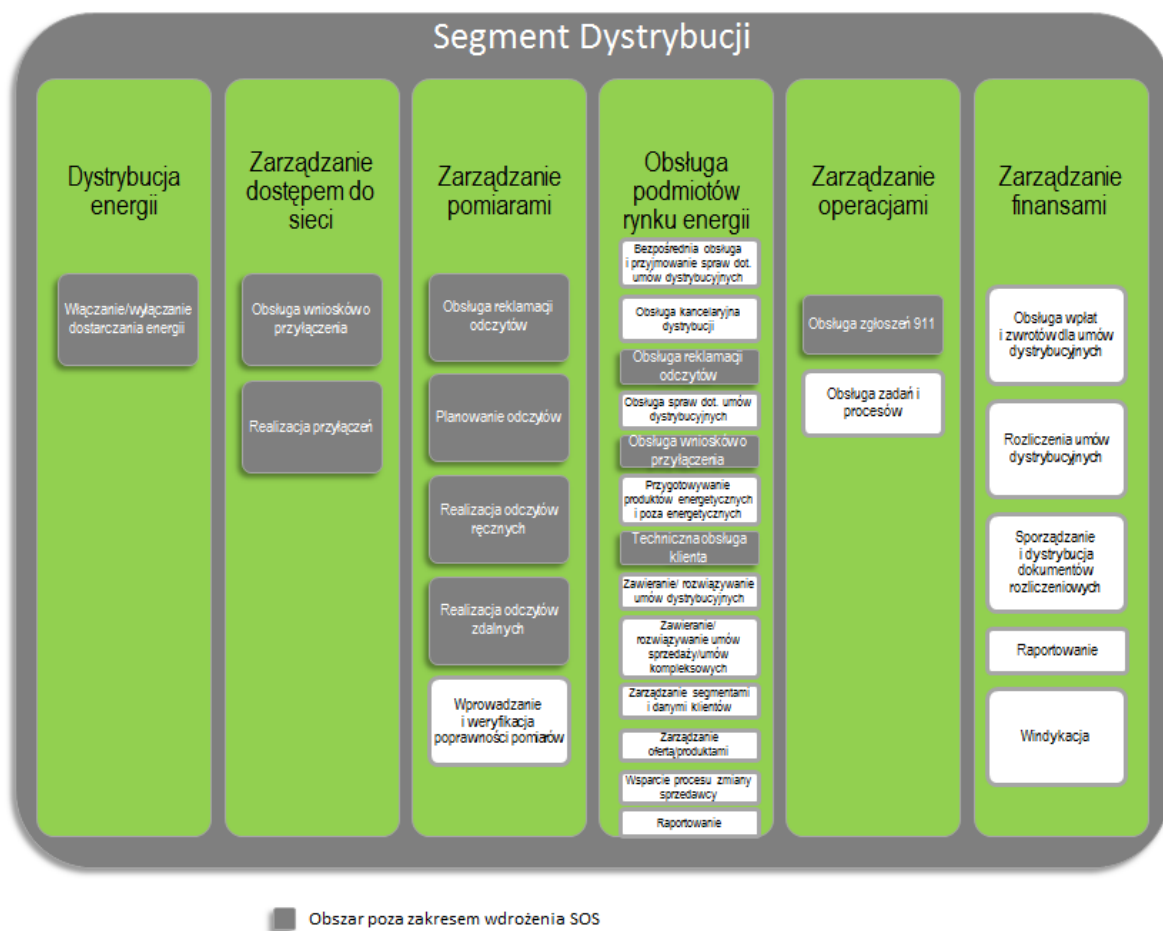 Segment Dystrybucji
Dystrybucja
energii
Włączanie/wyłączanie
dostarczania energii
Zarządzanie
dostępem do
sieci
Obsługa wniosków o
przyłączenia
Realizacja przyłączeń
Zarządzanie
pomiarami
Obsługa reklamacji
odczytów
Planowanie odczytów
Realizacja odczytów
ręcznych
Realizacja odczytów
zdalnych
Wprowadzanie
i weryfikacja
poprawności pomiarów
Obsługa
podmiotów
rynku energii
Bezpośrednia obsługa
i przyjmowanie spraw dot.
umów dystrybucyjnych
Obsługa kancelaryjna
dystrybucji
Obsługa reklamacji
odczytów
Obsługa spraw dot. umów
dystrybucyjnych
Obsługa wniosków o
przyłączenia
Przygotowywanie
produktów energetycznych
i poza energetycznych
Techniczna obsługa
klienta
Zawieranie/ rozwiązywanie
umów dystrybucyjnych
Zawieranie/
rozwiązywanie umów
sprzedaży/umów
kompleksowych
Zarządzanie segmentami
i danymi klientów
Zarządzanie
ofertą/produktami
Wsparcie procesu zmiany
sprzedawcy
Raportowanie
Zarządzanie
operacjami
Obsługa zgłoszeń 911
Obsługa zadań i
procesów
Zarządzanie
finansami
Obsługa wpłat
i zwrotów dla umów
dystrybucyjnych
Rozliczenia umów
dystrybucyjnych
Sporządzanie
i dystrybucja
dokumentów
rozliczeniowych
Raportowanie
Windykacja
Obszar poza zakresem wdrożenia SOS